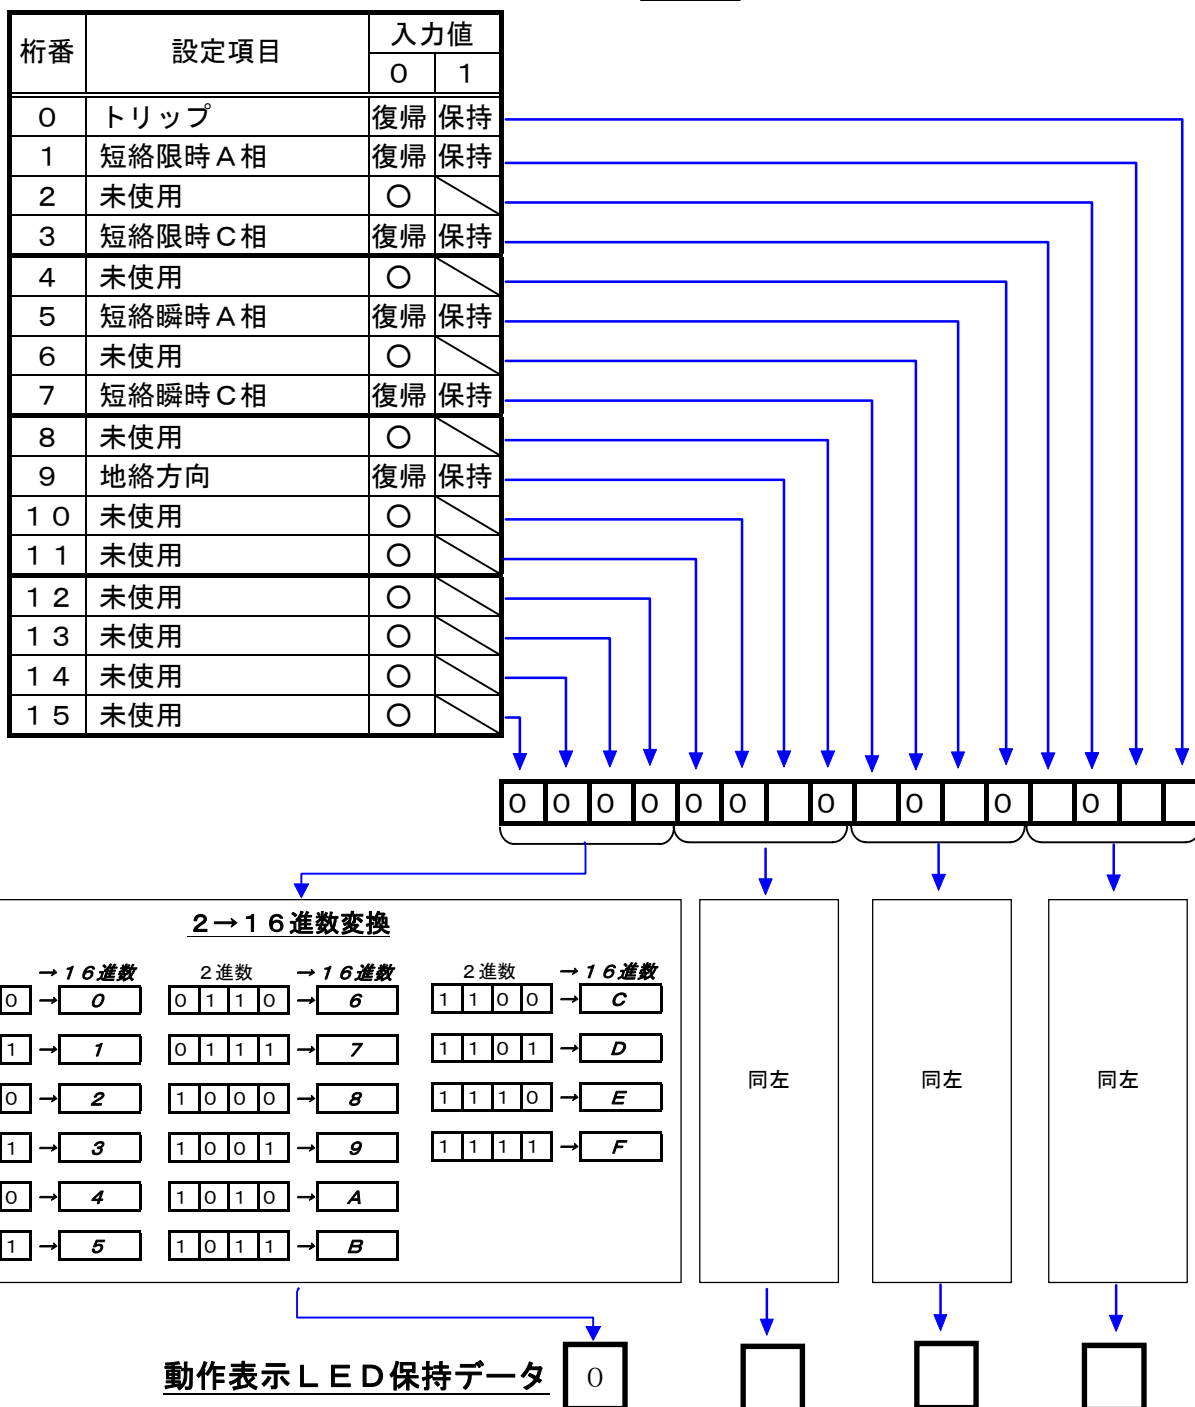 桁番 設定項目 入力値
０ １
０ トリップ 復帰 保持
１ 短絡限時Ａ相 復帰 保持
２ 未使用 ○
３ 短絡限時Ｃ相 復帰 保持
４ 未使用 ○
５ 短絡瞬時Ａ相 復帰 保持
６ 未使用 ○
７ 短絡瞬時Ｃ相 復帰 保持
８ 未使用 ○
９ 地絡方向 復帰 保持
１０ 未使用 ○
１１ 未使用 ○
１２ 未使用 ○
１３ 未使用 ○
１４ 未使用 ○
１５ 未使用 ○
０ ０ ０ ０ ０ ０ ０ ０ ０ ０
２→１６進数変換
→１６進数 ２進数 →１６進数 ２進数 →１６進数
０ → ０ ０ １ １ ０ → ６ １ １ ０ ０ → Ｃ
１ → １ ０ １ １ １ → ７ １ １ ０ １ → Ｄ
０ → ２ １ ０ ０ ０ → ８ １ １ １ ０ → Ｅ
１ → ３ １ ０ ０ １ → ９ １ １ １ １ → Ｆ
０ → ４ １ ０ １ ０ → Ａ
１ → ５ １ ０ １ １ → Ｂ
同左 同左 同左
動作表示ＬＥＤ保持データ 0